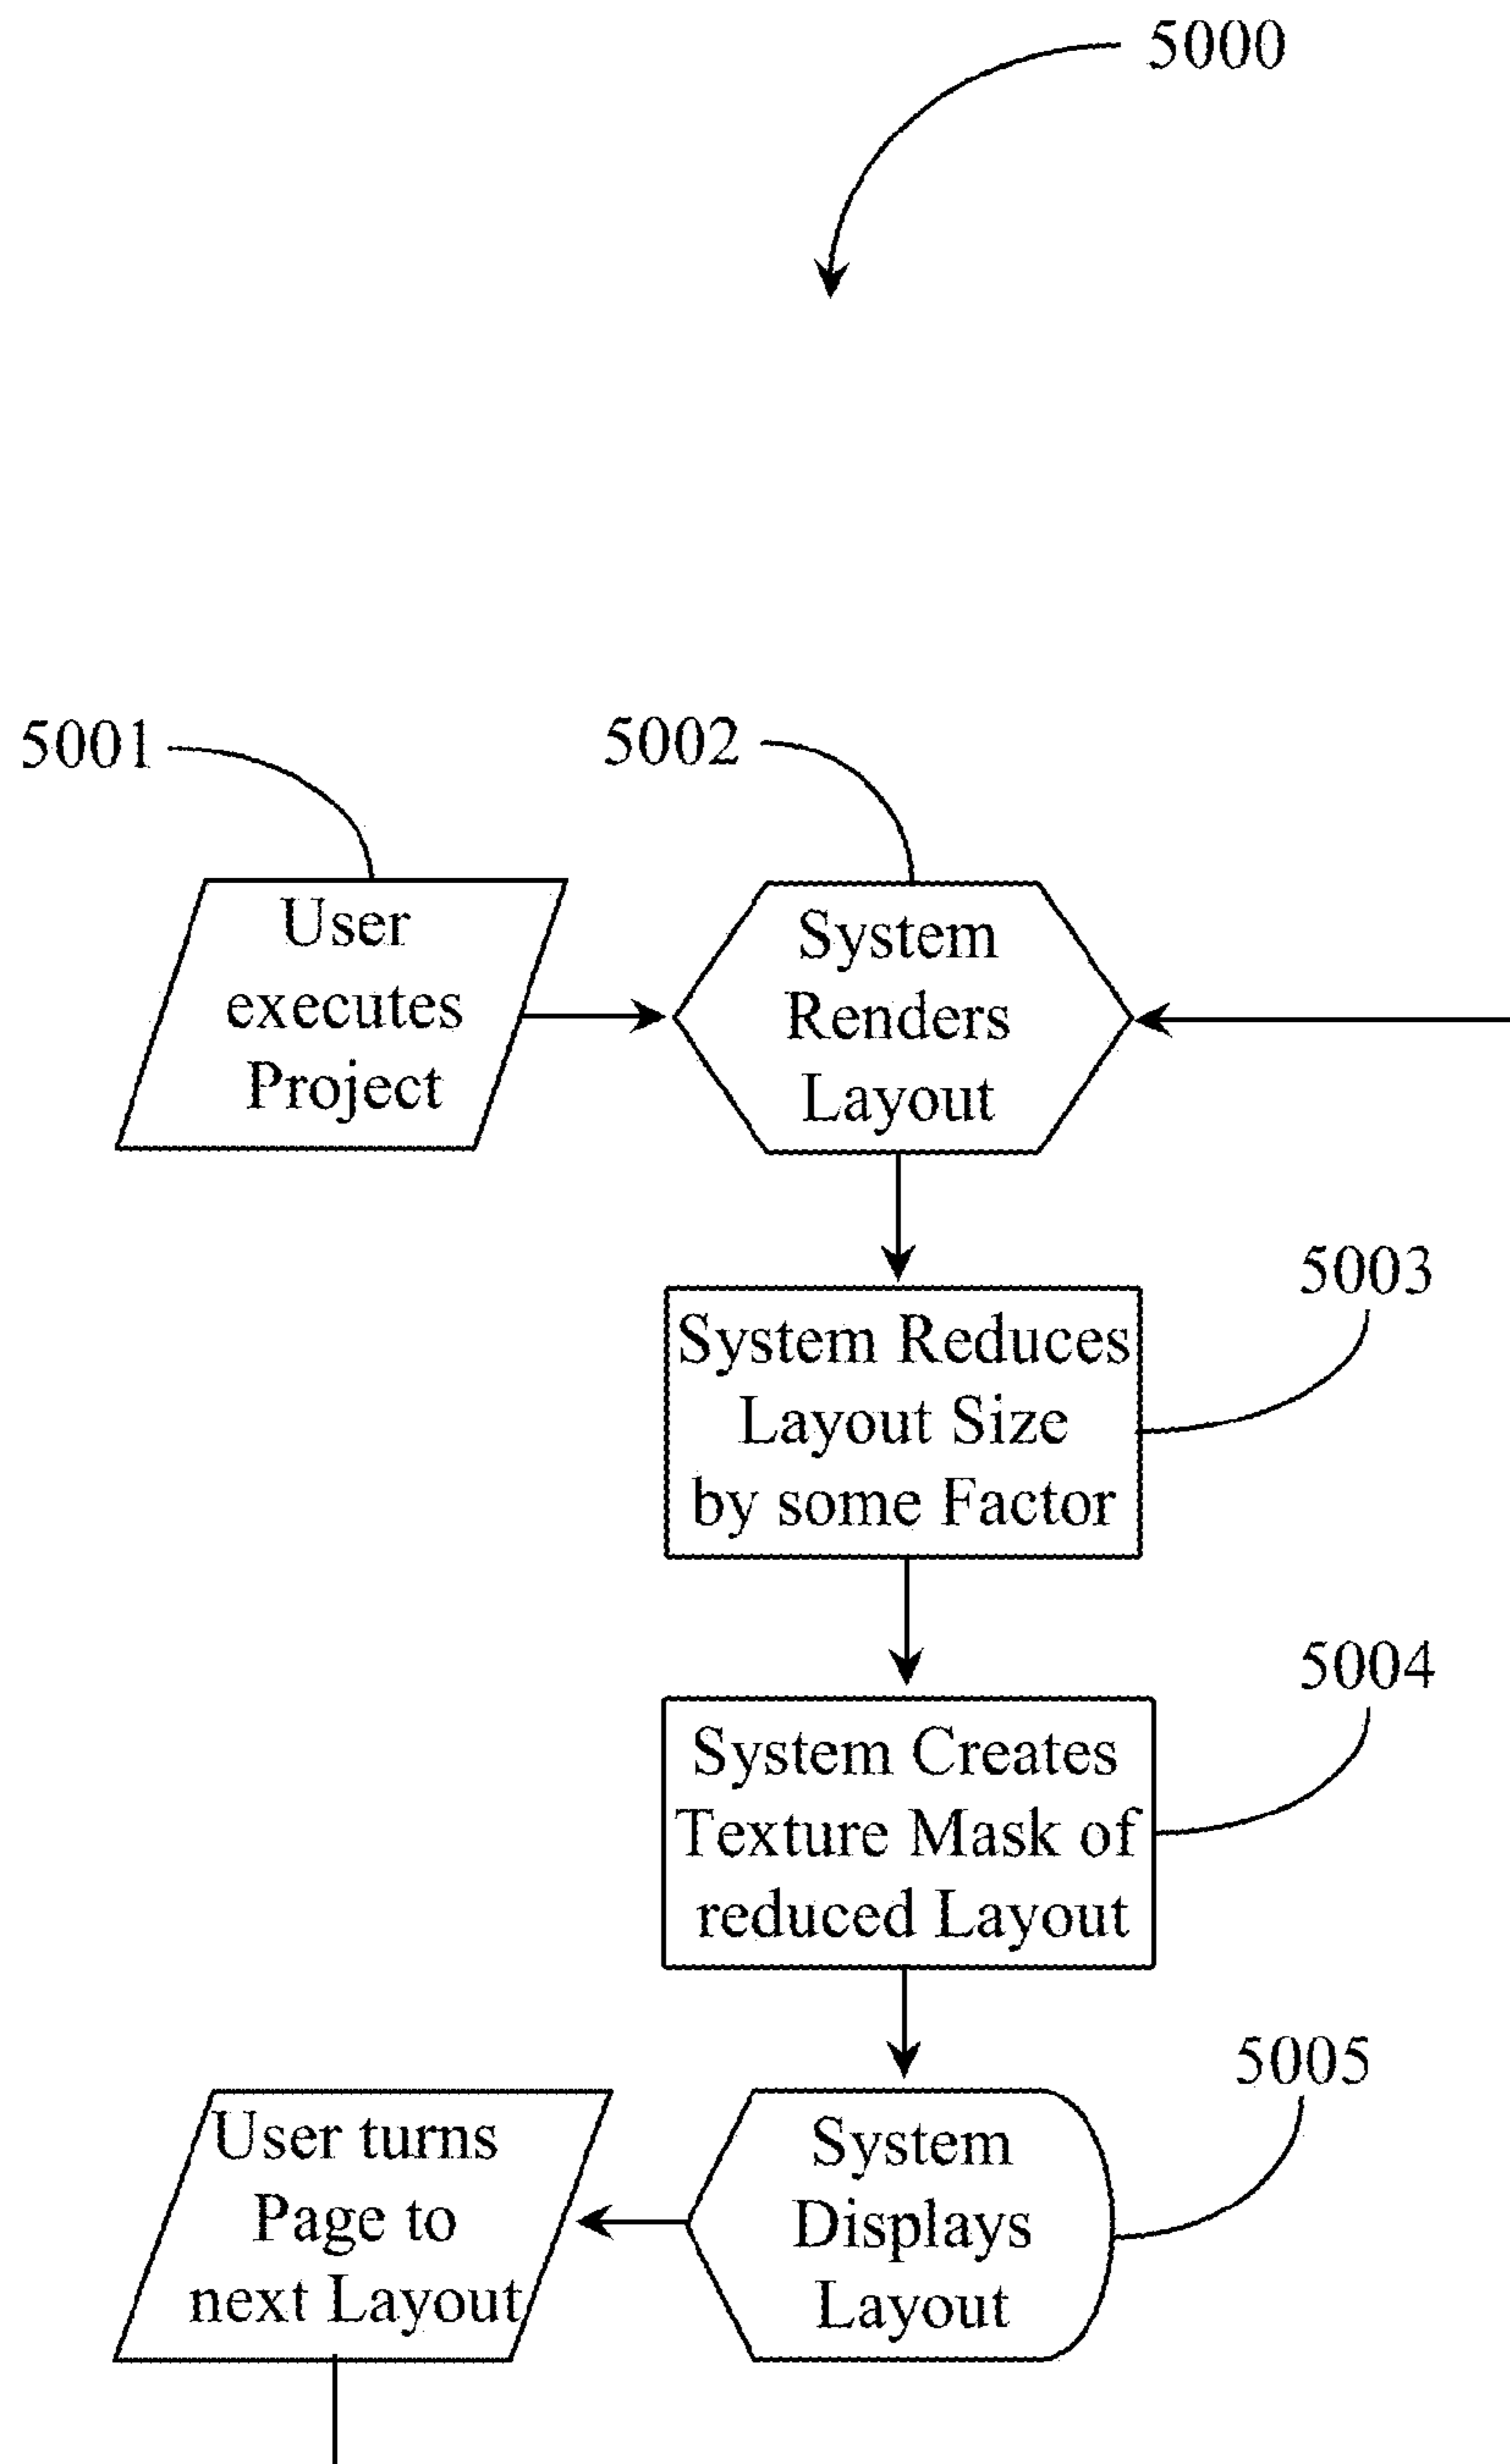 5000
5001
5002
User
executes
Project
System
Renders
Layout
5003
System Reduces
Layout Size
by some Factor
5004
System Creates
Texture Mask of
reduced Layout
5005
System
Displays
Layout
User turns
Page to
next Layout